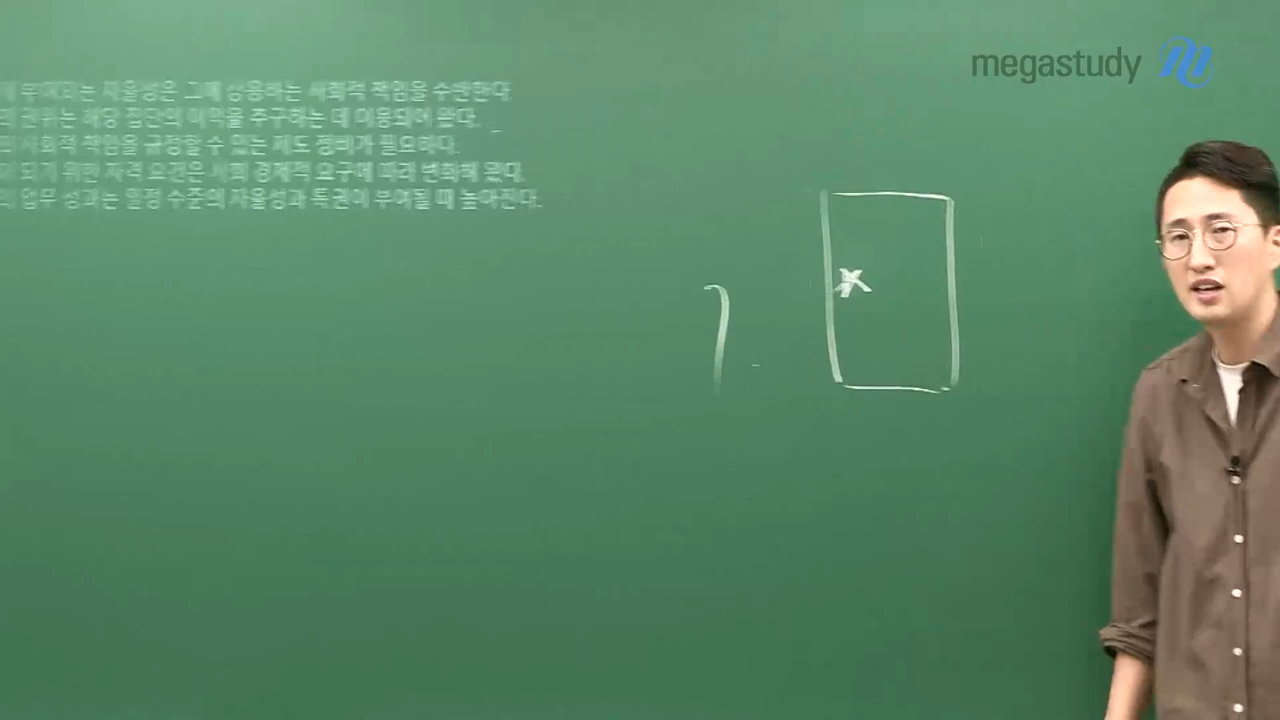 megastudy
부여되는 자율성은 그에 상응하는 사회적 책임을 수반한다
권위는 해당 집단의 이익을 추구하는 데 이용되어 왔다.
사회적 책임을 규정할 수 있는 제도 정비가 필요하다.
되기 위한 자격 요건은 사회 경제적 요구에 따라 변화해 왔다.
업무 성과는 일정 수준의 자율성과 특권이 부여될 때 높아진다.